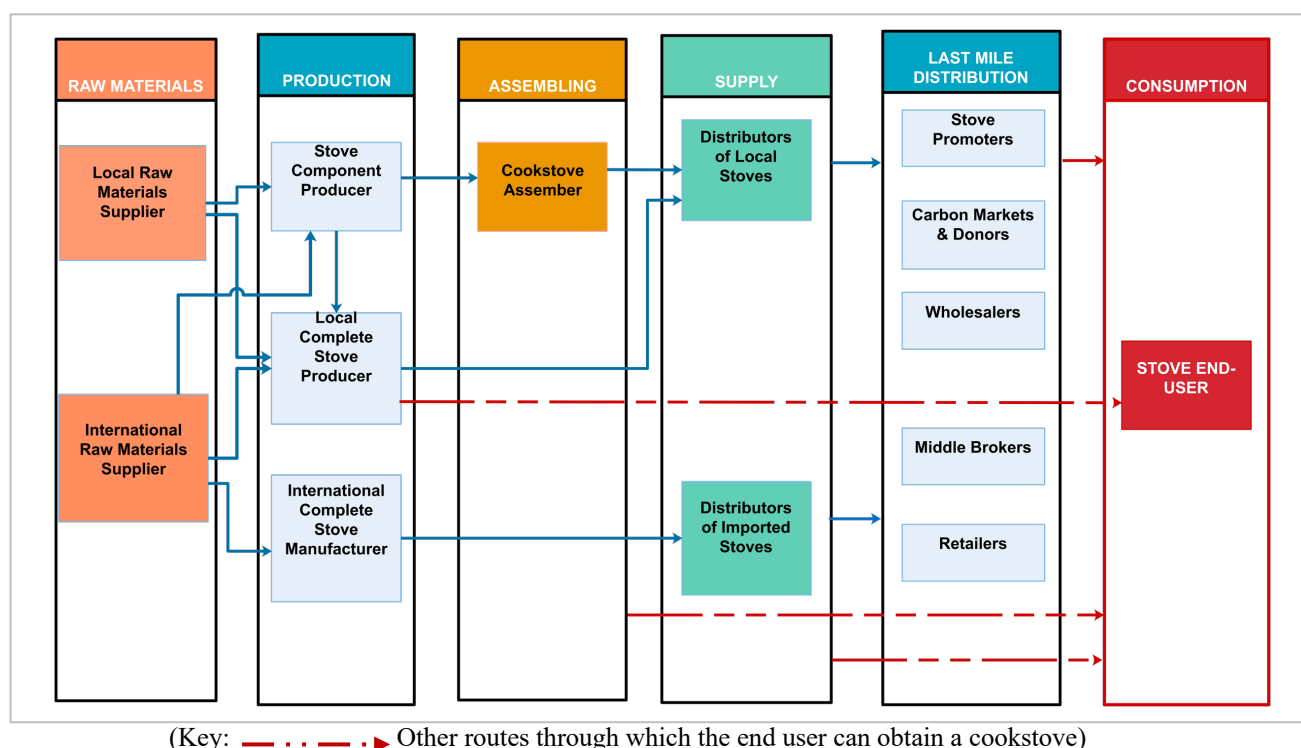 RAW MATERIALS
PRODUCTION
ASSEMBLING
SUPPLY
LAST MILE
DISTRIBUTION
CONSUMPTION
Local Raw
Materials
Supplier
International
Raw Materials
Supplier
Stove
Component
Producer
Local
Complete
Stove
Producer
International
Complete
Stove
Manufacturer
Cookstove
Assember
Distributors
of Local
Stoves
Distributors
of Imported
Stoves
Stove
Promoters
Carbon Markets
& Donors
Wholesalers
Middle Brokers
Retailers
STOVE END-
USER
(Key: Other routes through which the end user can obtain a cookstove)